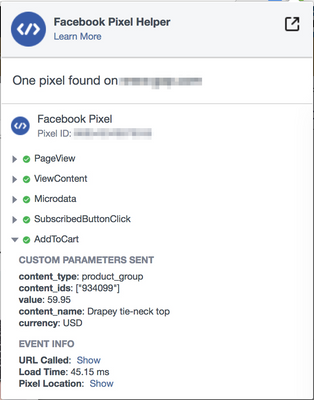 Facebook Pixel Helper
Learn More
One pixel found on
Facebook Pixel
Pixel ID:
PageView
ViewContent
Microdata
SubscribedButtonClick
AddToCart
CUSTOM PARAMETERS SENT
content_type: product_group
content_ids: ["934099"]
value: 59.95
content_name: Drapey tie-neck top
currency: USD
EVENT INFO
URL Called: Show
Load Time: 45.15 ms
Pixel Location: Show